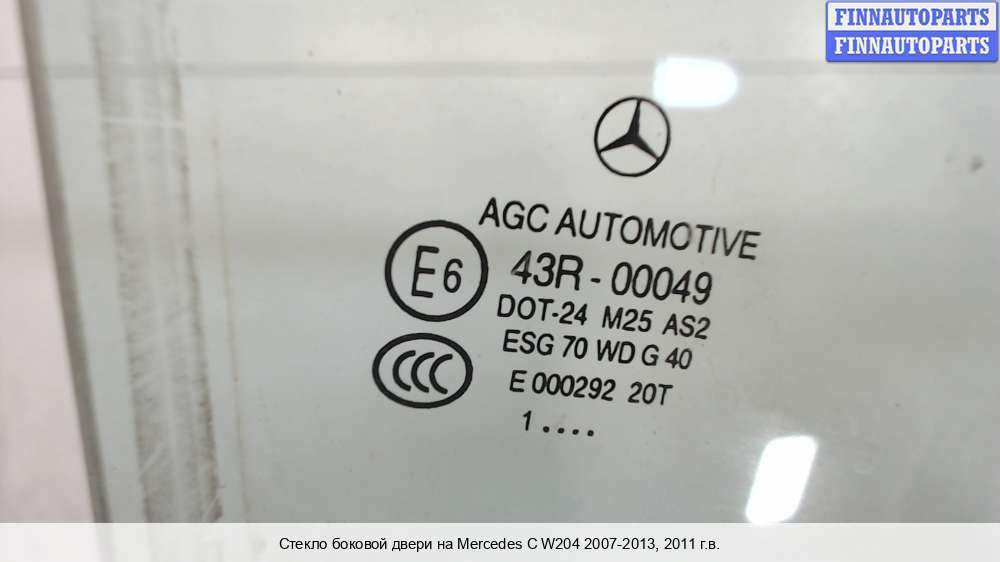 FINNAUTOPARTS
FINNAUTOPARTS
AGC AUTOMOTIVE
E6
43R - 00049
DOT-24 M25 AS2
ESG 70 WD G 40
CCC
E 000292 20T
1 ....
Стекло боковой двери на Mercedes C W204 2007-2013, 2011 г.в.